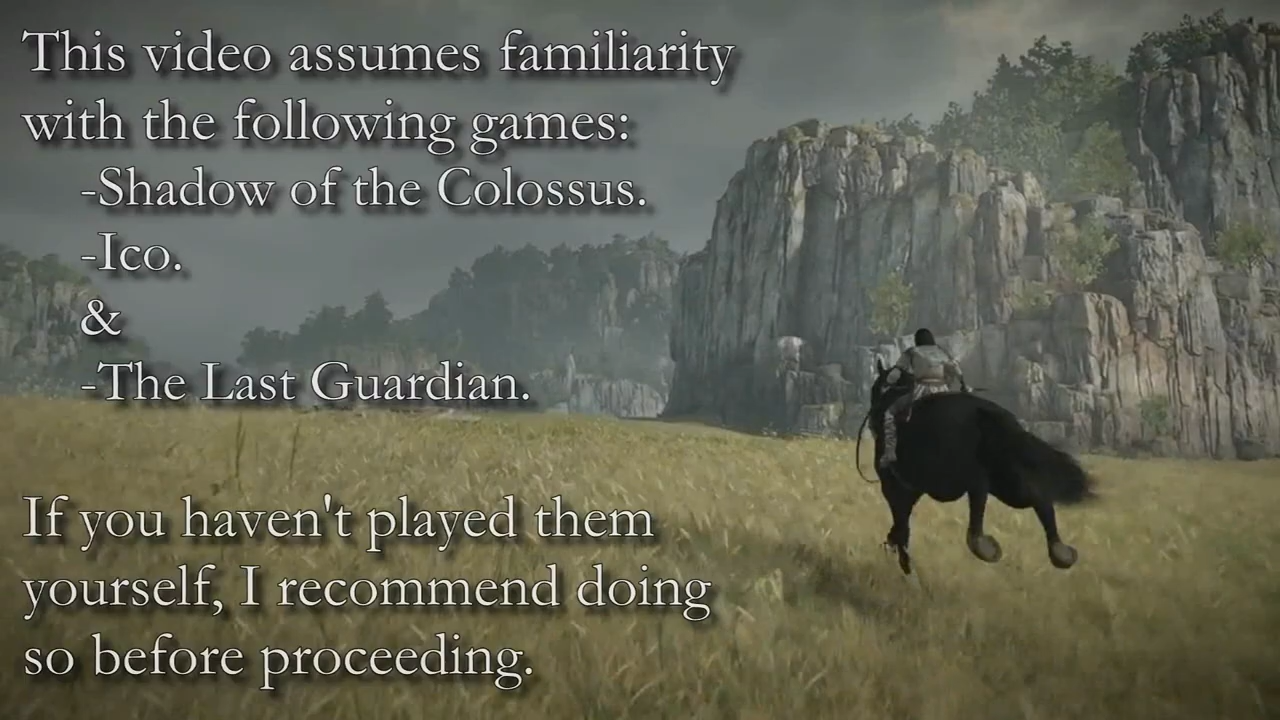 This video assumes familiarity
with the following games:
-Shadow of the Colossus.
-Ico.
&
-The Last Guardian.
If you haven't played them
yourself, I recommend doing
so before proceeding.